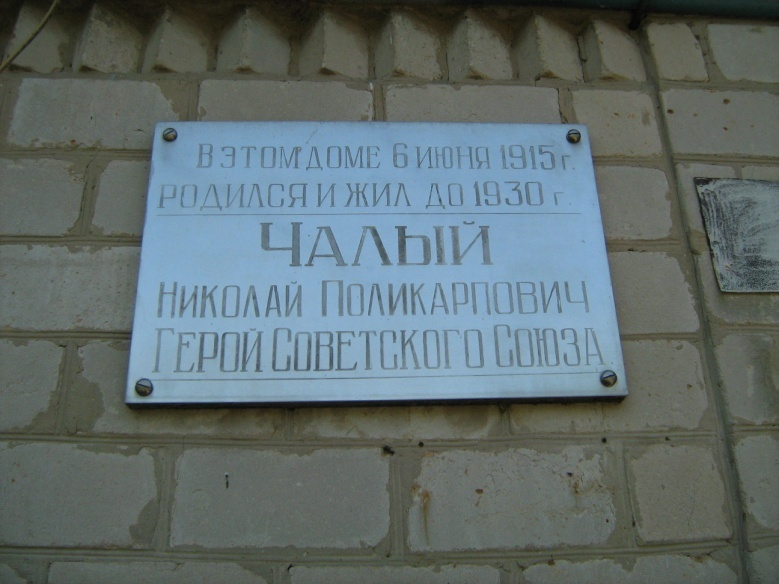 В этом доме 6 июня 1915 г.
родился и жил до 1930 г.
Чалый
Николай Поликарпович
Герой Советского Союза